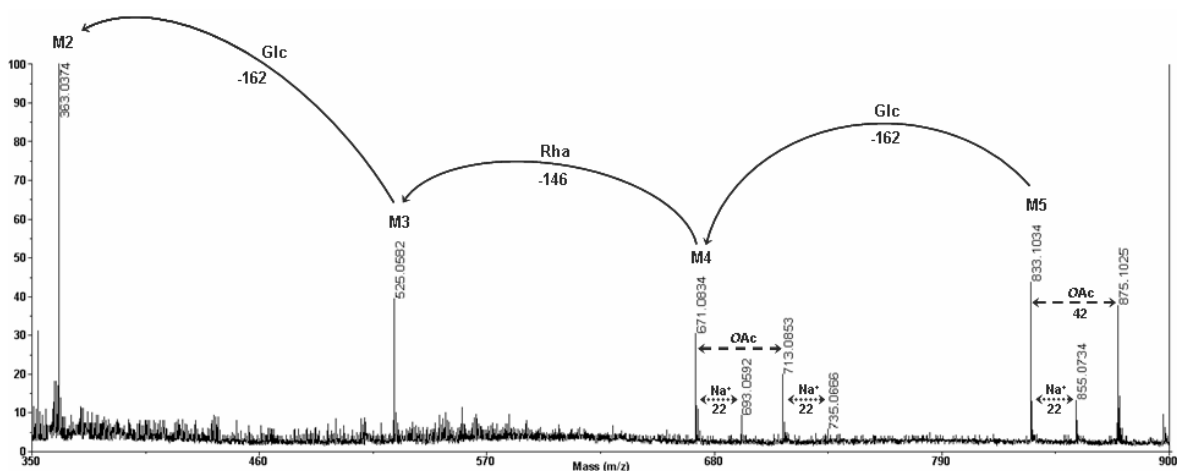 M2
Glc
-162
Rha
-146
Glc
-162
M3
M4
M5
363.0374
525.0582
671.0834
693.0592
713.0853
735.0666
833.1034
855.0734
875.1025
OAc
Na⁺
22
Na⁺
22
OAc
42
Na⁺
22
100
90
80
70
60
50
40
30
20
10
0
350
460
570
680
790
900
Mass (m/z)